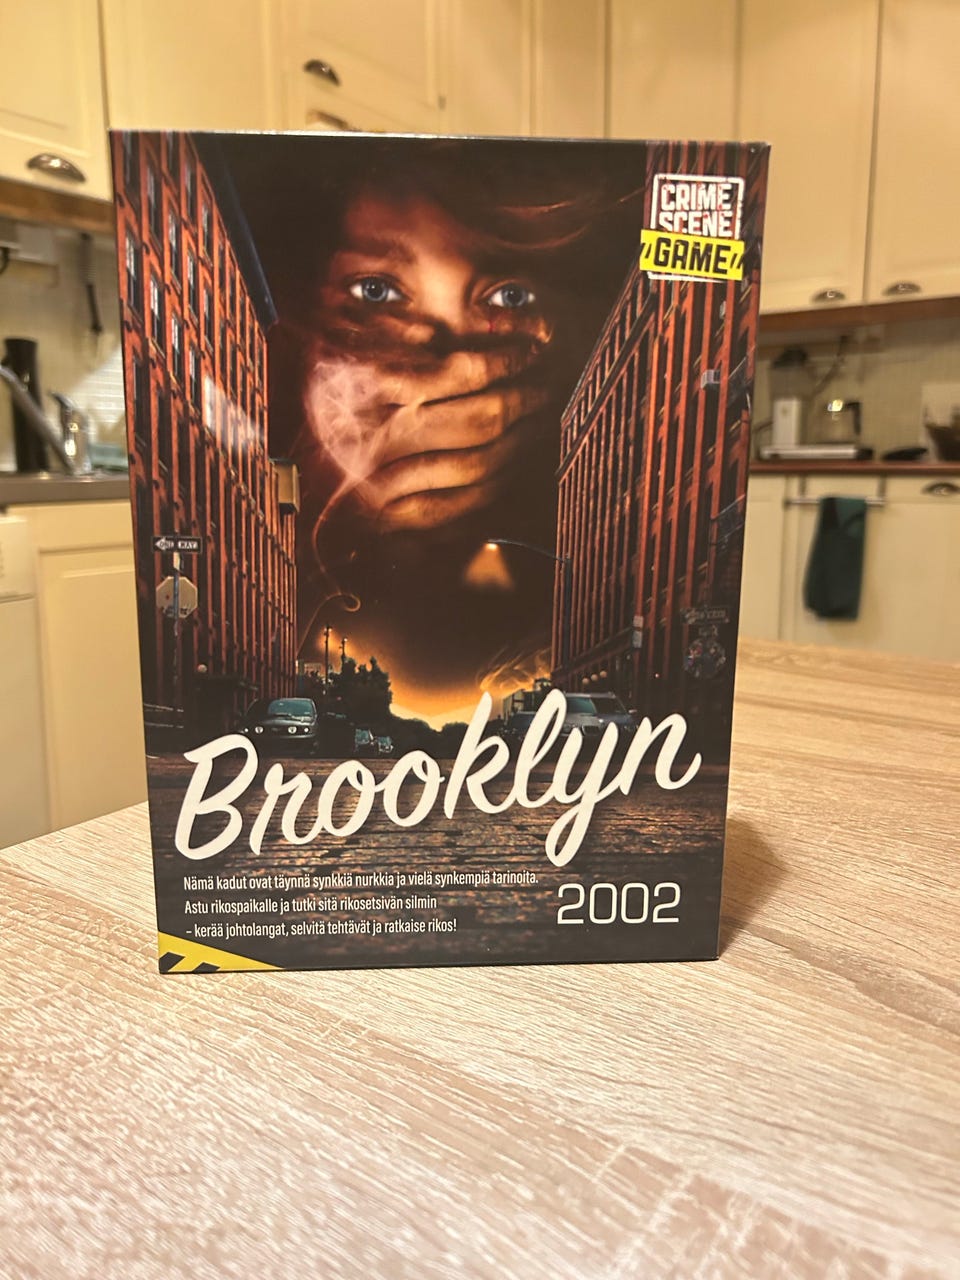 CRIME
SCENE
GAME
ONE WAY
Brooklyn
Nämä kadut ovat täynnä synkkiä nurkkia ja vielä synkempiä tarinoita.
Astu rikospaikalle ja tutki sitä rikosetsivän silmin
– kerää johtolangat, selvitä tehtävät ja ratkaise rikos!
2002